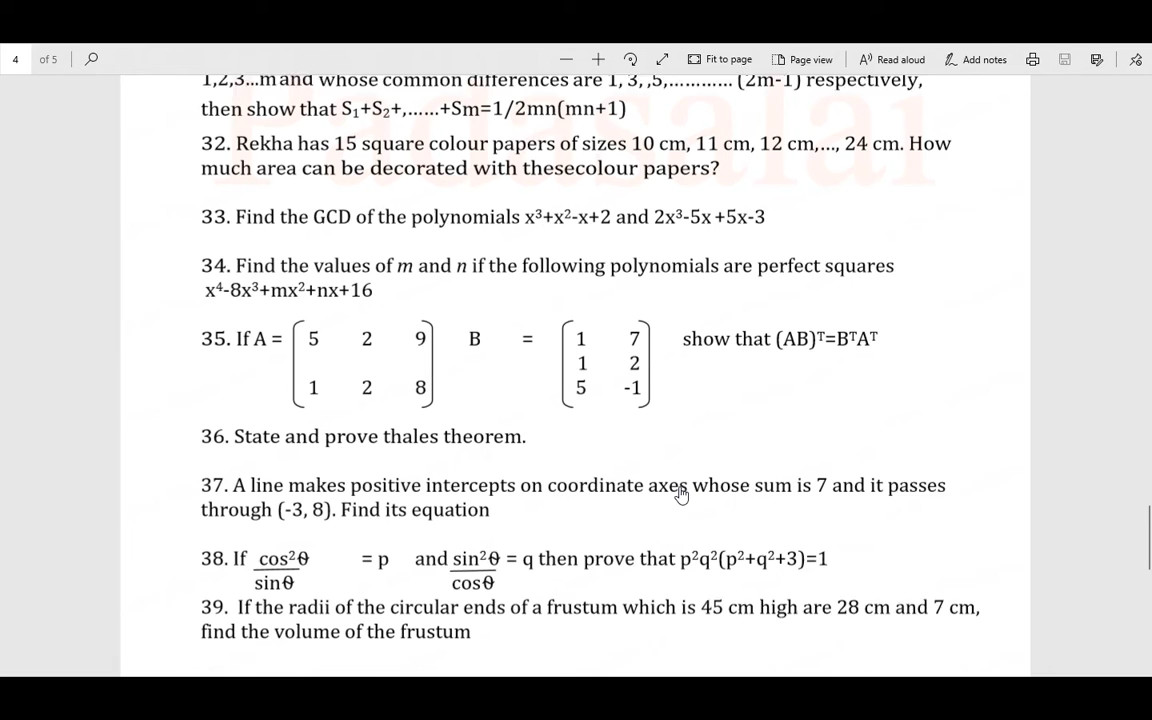 4 of 5 Fit to page Page view Read aloud Add notes
1,2,3...m and whose common differences are 1, 3, ,5,............ (2m-1) respectively,
then show that S₁+S₂+,......+Sm=1/2mn(mn+1)
32. Rekha has 15 square colour papers of sizes 10 cm, 11 cm, 12 cm,..., 24 cm. How
much area can be decorated with thesecolour papers?
33. Find the GCD of the polynomials x³+x²-x+2 and 2x³-5x +5x-3
34. Find the values of m and n if the following polynomials are perfect squares
x⁴-8x³+mx²+nx+16
35. If A = 5 2 9 B = 1 7 show that (AB)ᵀ=BᵀAᵀ
1 2
1 2 8 5 -1
36. State and prove thales theorem.
37. A line makes positive intercepts on coordinate axes whose sum is 7 and it passes
through (-3, 8). Find its equation
38. If cos²θ = p and sin²θ = q then prove that p²q²(p²+q²+3)=1
sinθ cosθ
39. If the radii of the circular ends of a frustum which is 45 cm high are 28 cm and 7 cm,
find the volume of the frustum
Padasalai